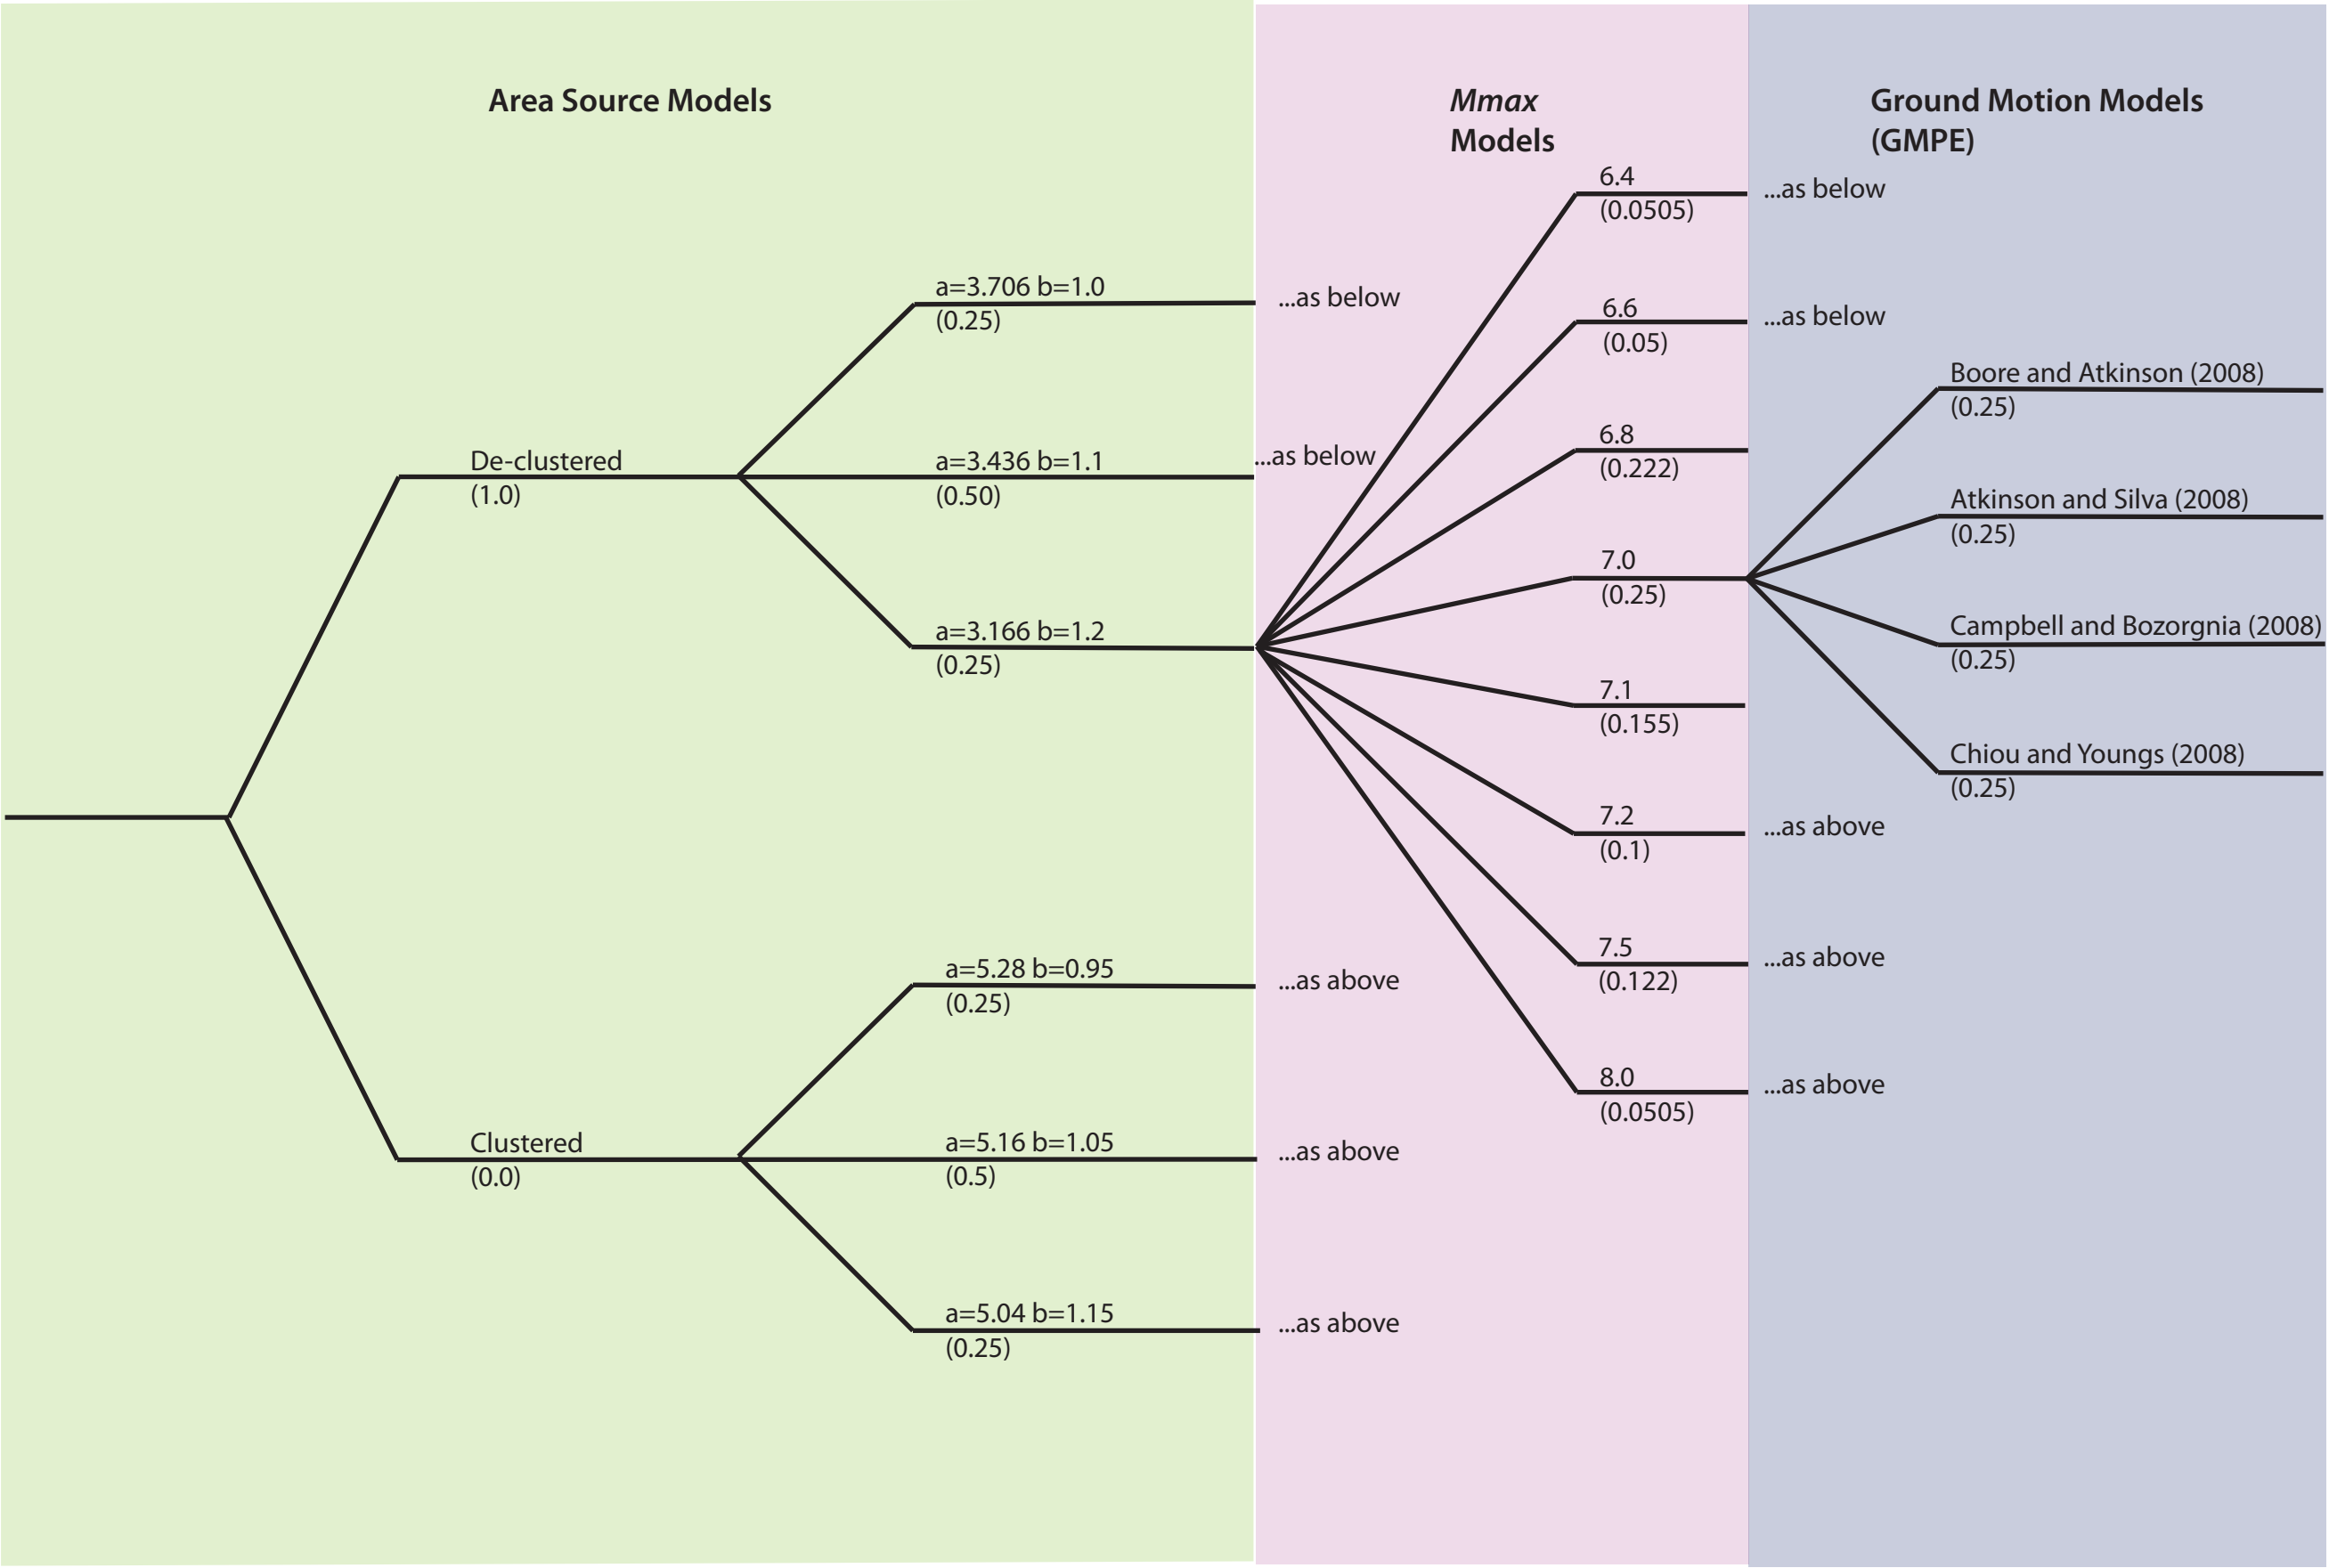 Area Source Models
Mmax
Models
Ground Motion Models
(GMPE)
De-clustered
(1.0)
a=3.706 b=1.0
(0.25)
...as below
a=3.436 b=1.1
(0.50)
...as below
a=3.166 b=1.2
(0.25)
Clustered
(0.0)
a=5.28 b=0.95
(0.25)
...as above
a=5.16 b=1.05
(0.5)
...as above
a=5.04 b=1.15
(0.25)
...as above
6.4
(0.0505)
...as below
6.6
(0.05)
...as below
6.8
(0.222)
7.0
(0.25)
7.1
(0.155)
7.2
(0.1)
...as above
7.5
(0.122)
...as above
8.0
(0.0505)
...as above
Boore and Atkinson (2008)
(0.25)
Atkinson and Silva (2008)
(0.25)
Campbell and Bozorgnia (2008)
(0.25)
Chiou and Youngs (2008)
(0.25)